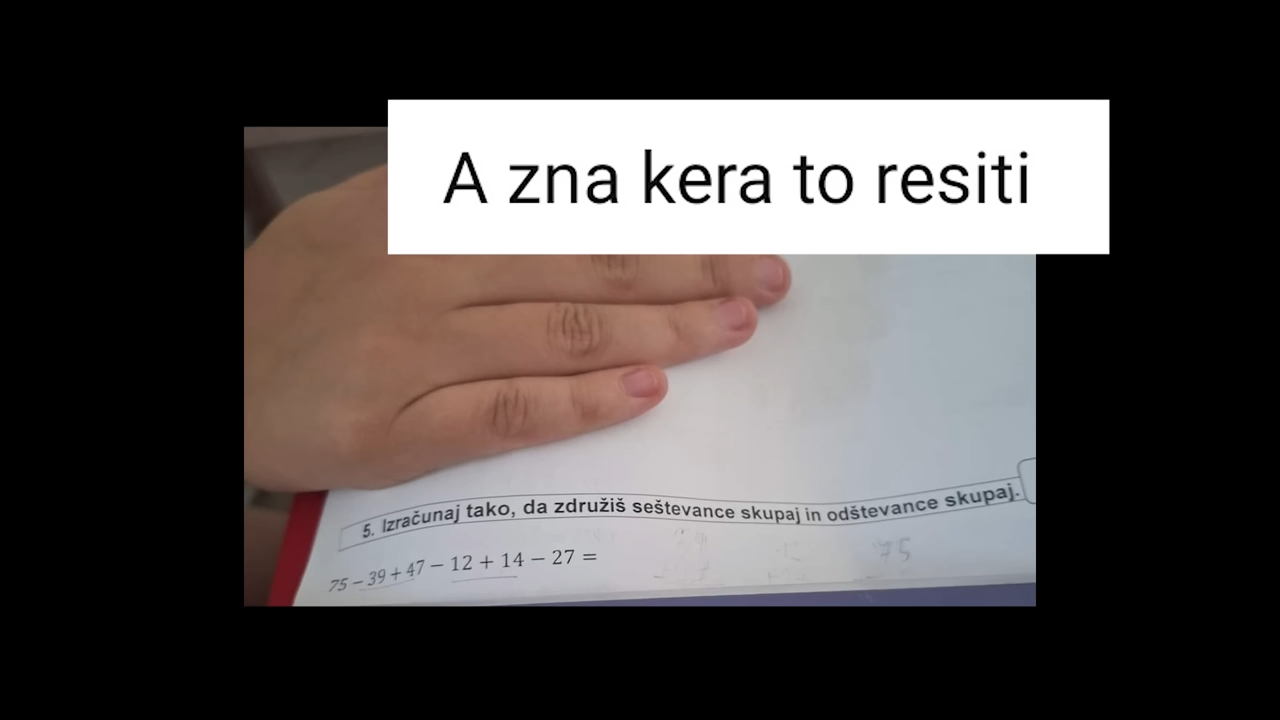 A zna kera to resiti
5. Izračunaj tako, da združiš seštevance skupaj in odštevance skupaj.
75 − 39 + 47 − 12 + 14 − 27 =
75